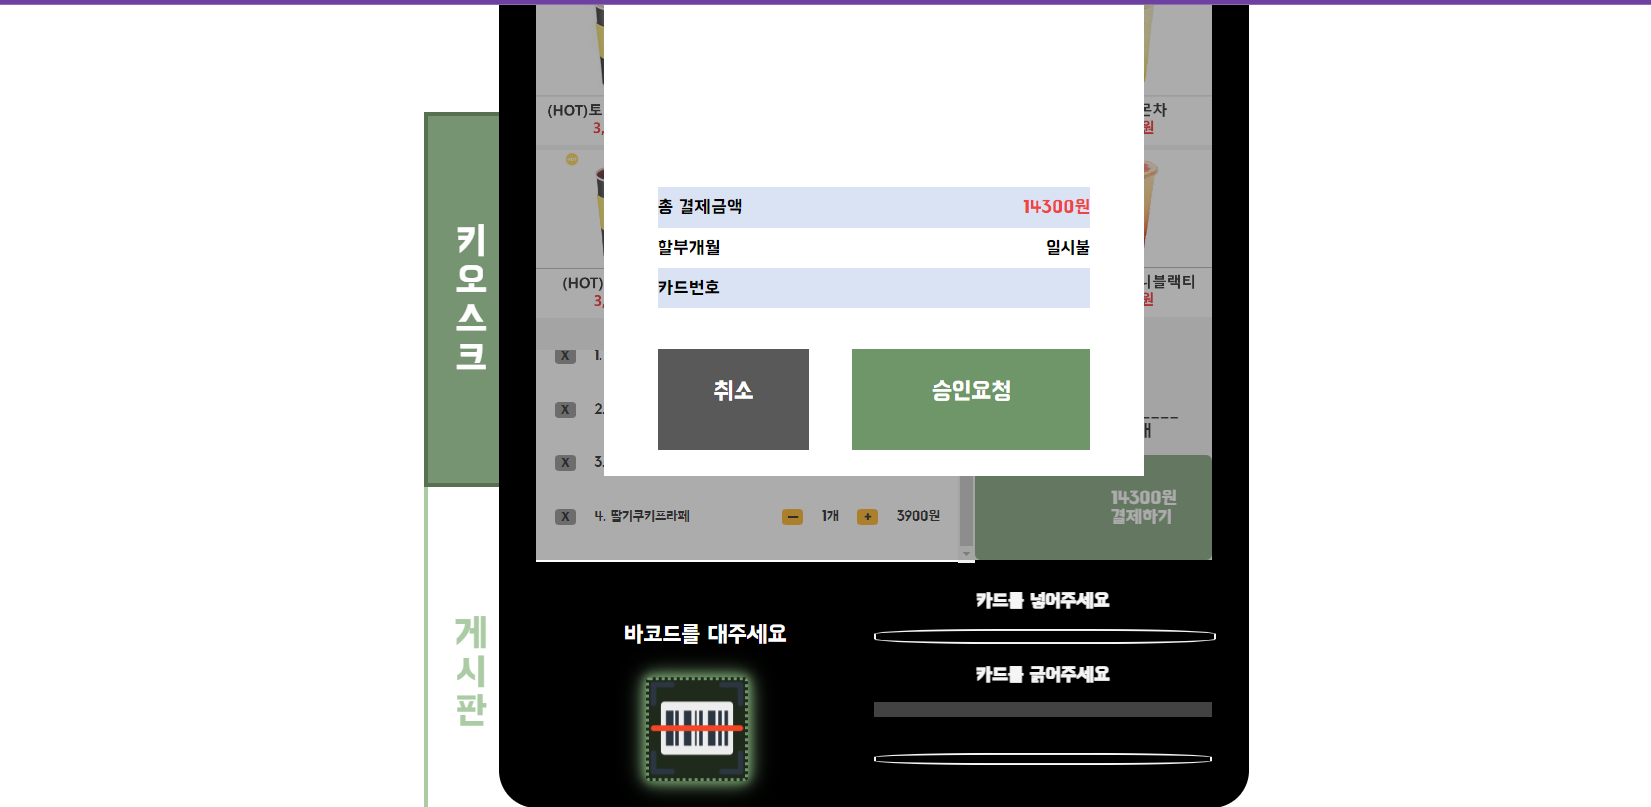 (HOT)토
3,
몬차
원
총 결제금액 14300원
할부개월 일시불
카드번호
(HOT)
3,
니블랙티
원
X 1.
X 2.
X 3.
취소
승인요청
개
X 4. 딸기쿠키프라페 - 1개 + 3900원
14300원
결제하기
키
오
스
크
게
시
판
바코드를 대주세요
카드를 넣어주세요
카드를 긁어주세요